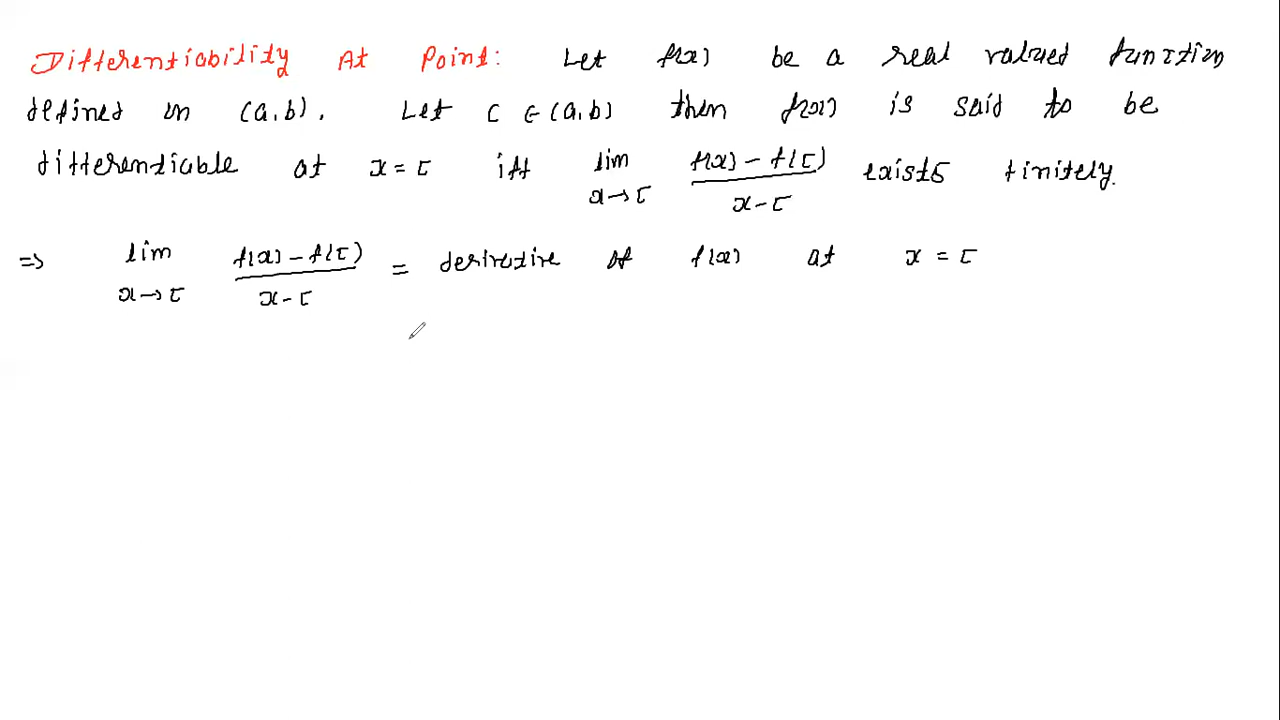 Differentiability At Point: Let f(x) be a real valued function
defined on (a,b). Let c ∈ (a,b) then f(x) is said to be
differentiable at x = c iff lim x→c (f(x) - f(c))/(x - c) exists finitely.
⇒ lim x→c (f(x) - f(c))/(x - c) = derivative of f(x) at x = c